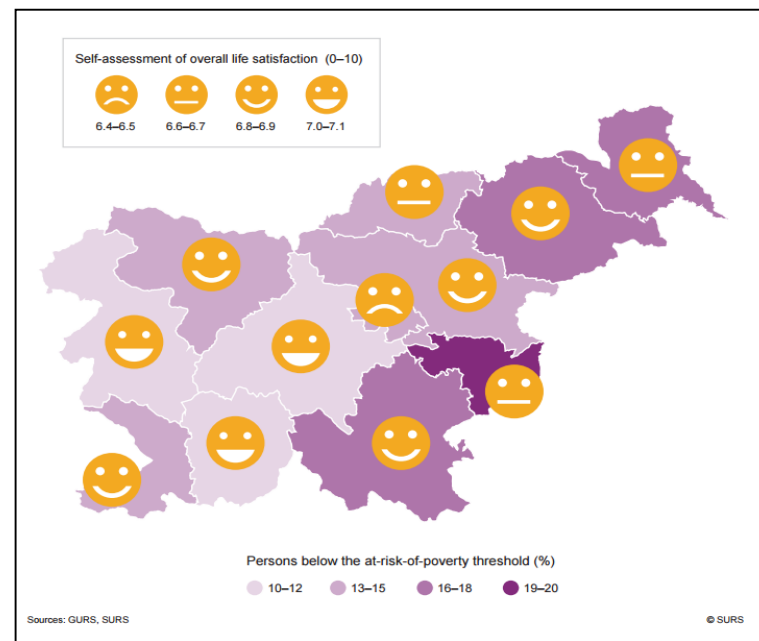 Self-assessment of overall life satisfaction (0–10)
6.4–6.5 6.6–6.7 6.8–6.9 7.0–7.1
Persons below the at-risk-of-poverty threshold (%)
10–12 13–15 16–18 19–20
Sources: GURS, SURS © SURS